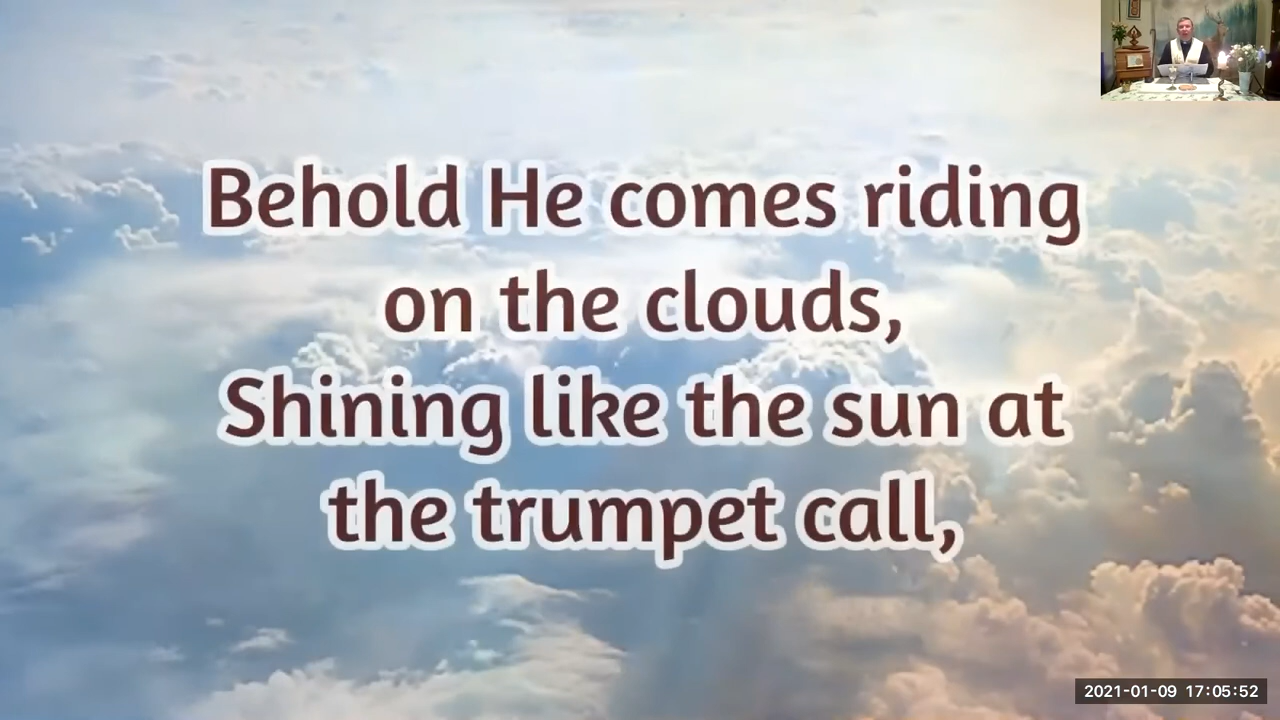 Behold He comes riding
on the clouds,
Shining like the sun at
the trumpet call,
2021-01-09 17:05:52